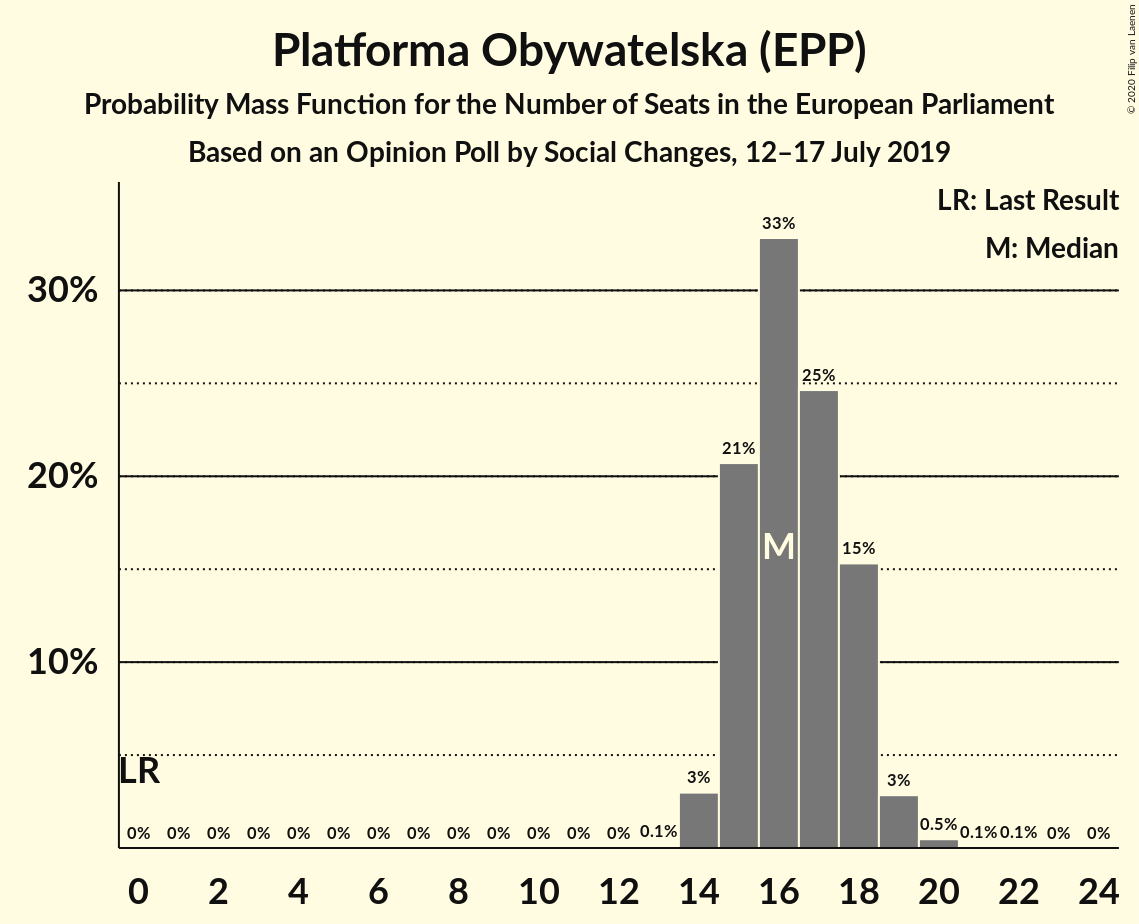 © 2020 Filip van Laenen
Platforma Obywatelska (EPP)
Probability Mass Function for the Number of Seats in the European Parliament
Based on an Opinion Poll by Social Changes, 12–17 July 2019
LR: Last Result
M: Median
33%
30%
25%
21%
20%
M
15%
10%
LR
3%
3%
0% 0% 0% 0% 0% 0% 0% 0% 0% 0% 0% 0% 0% 0.1% 0.5% 0.1% 0.1% 0% 0%
0 2 4 6 8 10 12 14 16 18 20 22 24